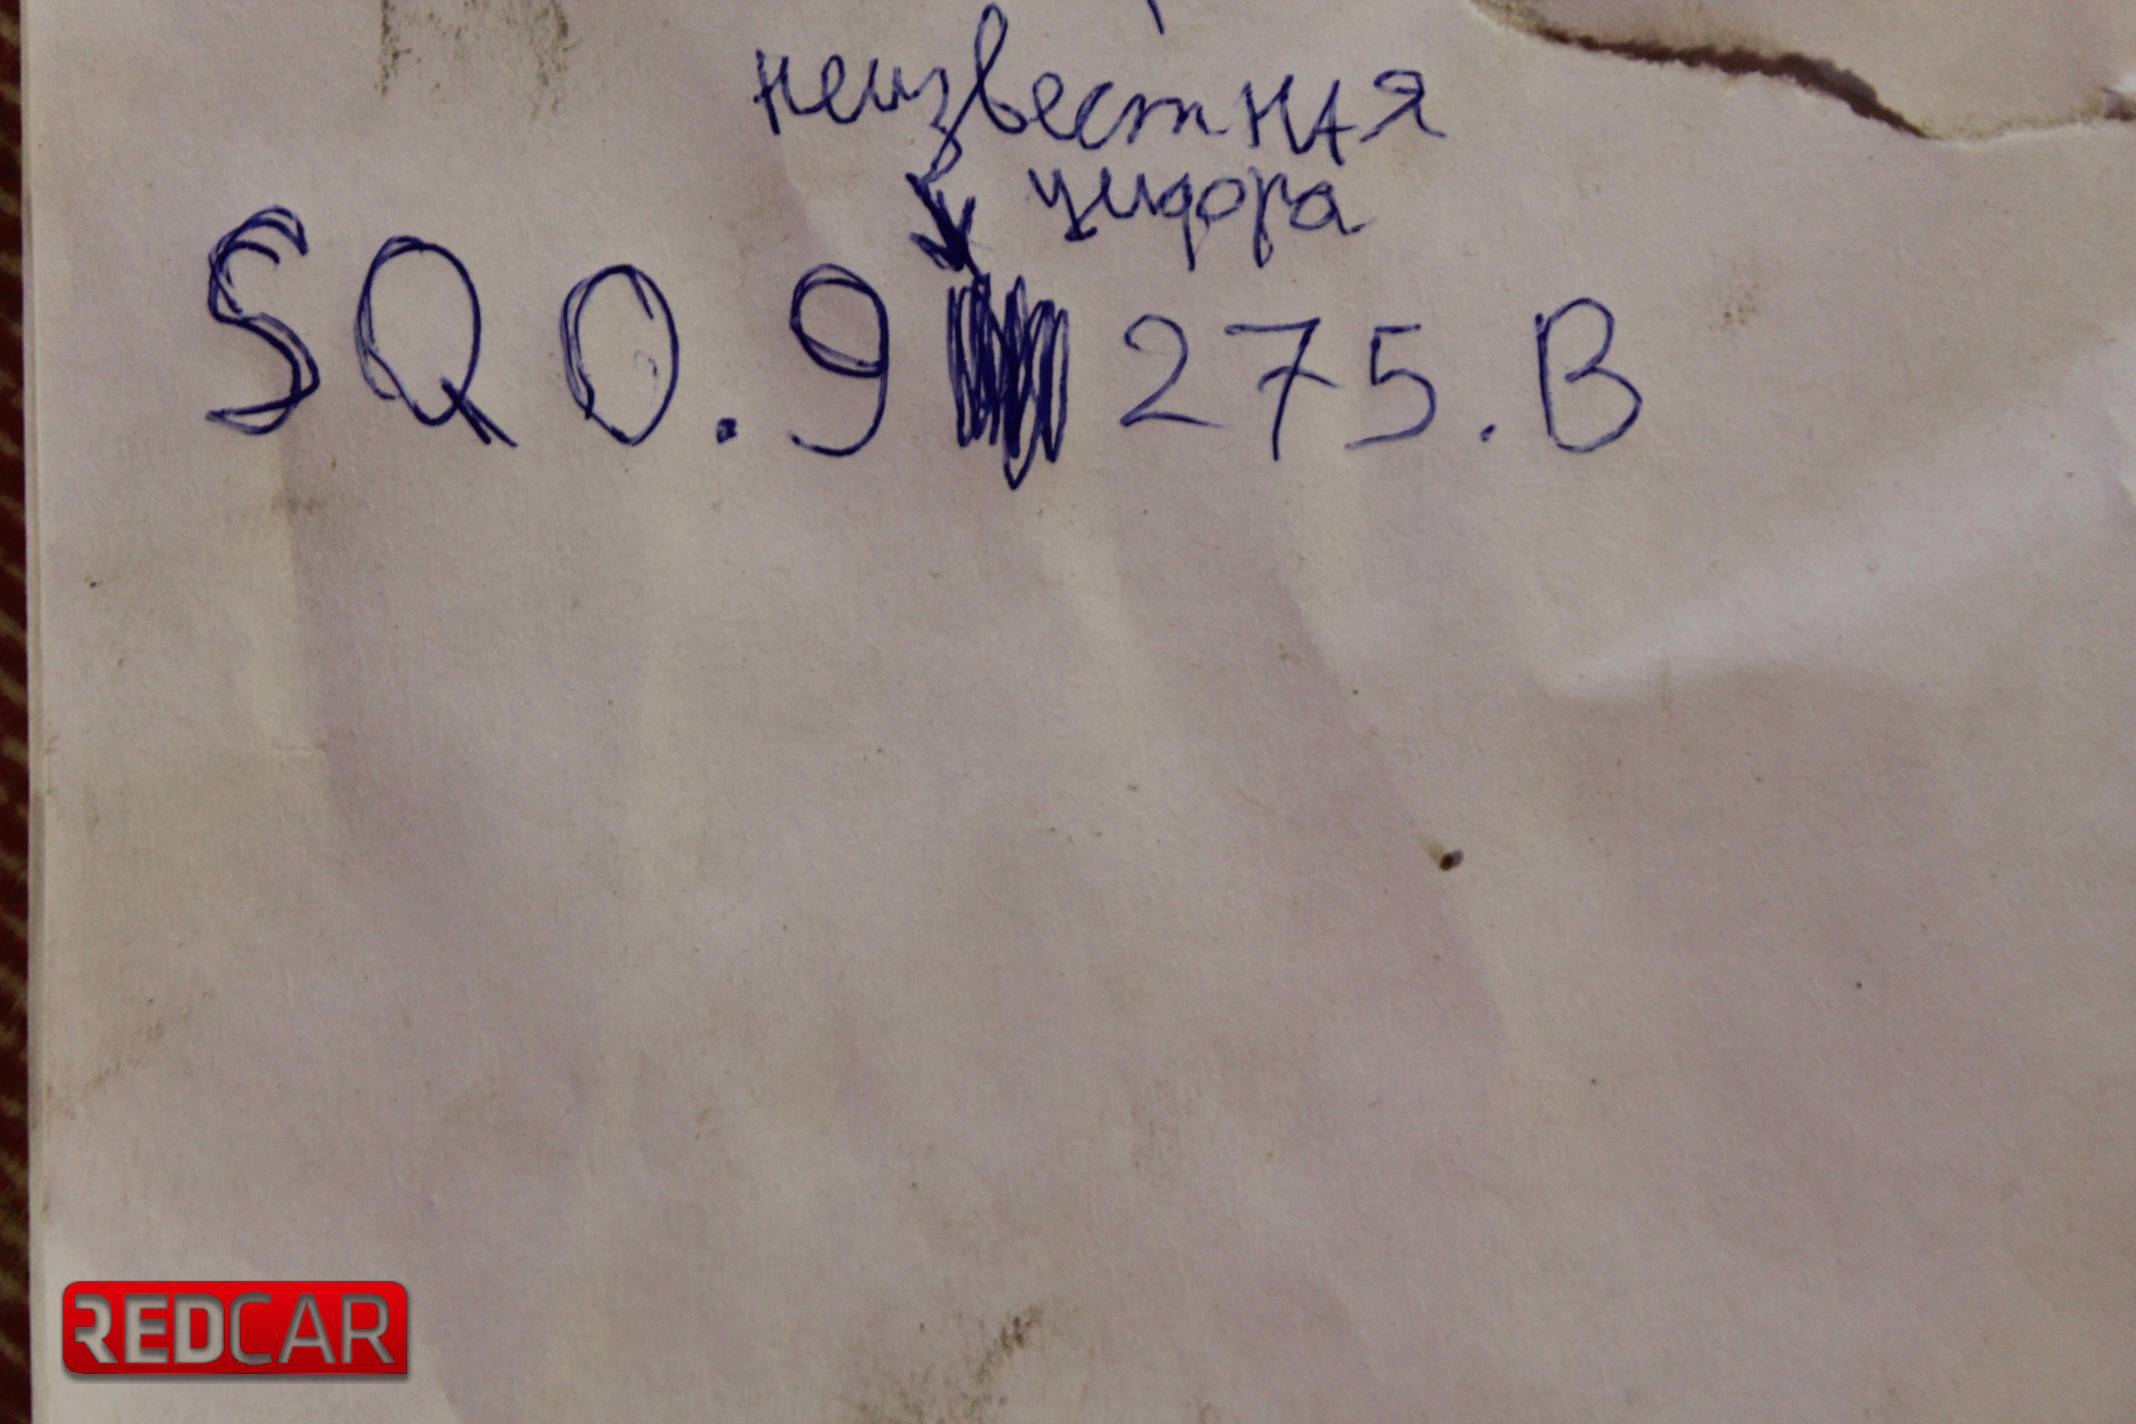 неизвестная
цифра
SQ0.9 275.B
REDCAR